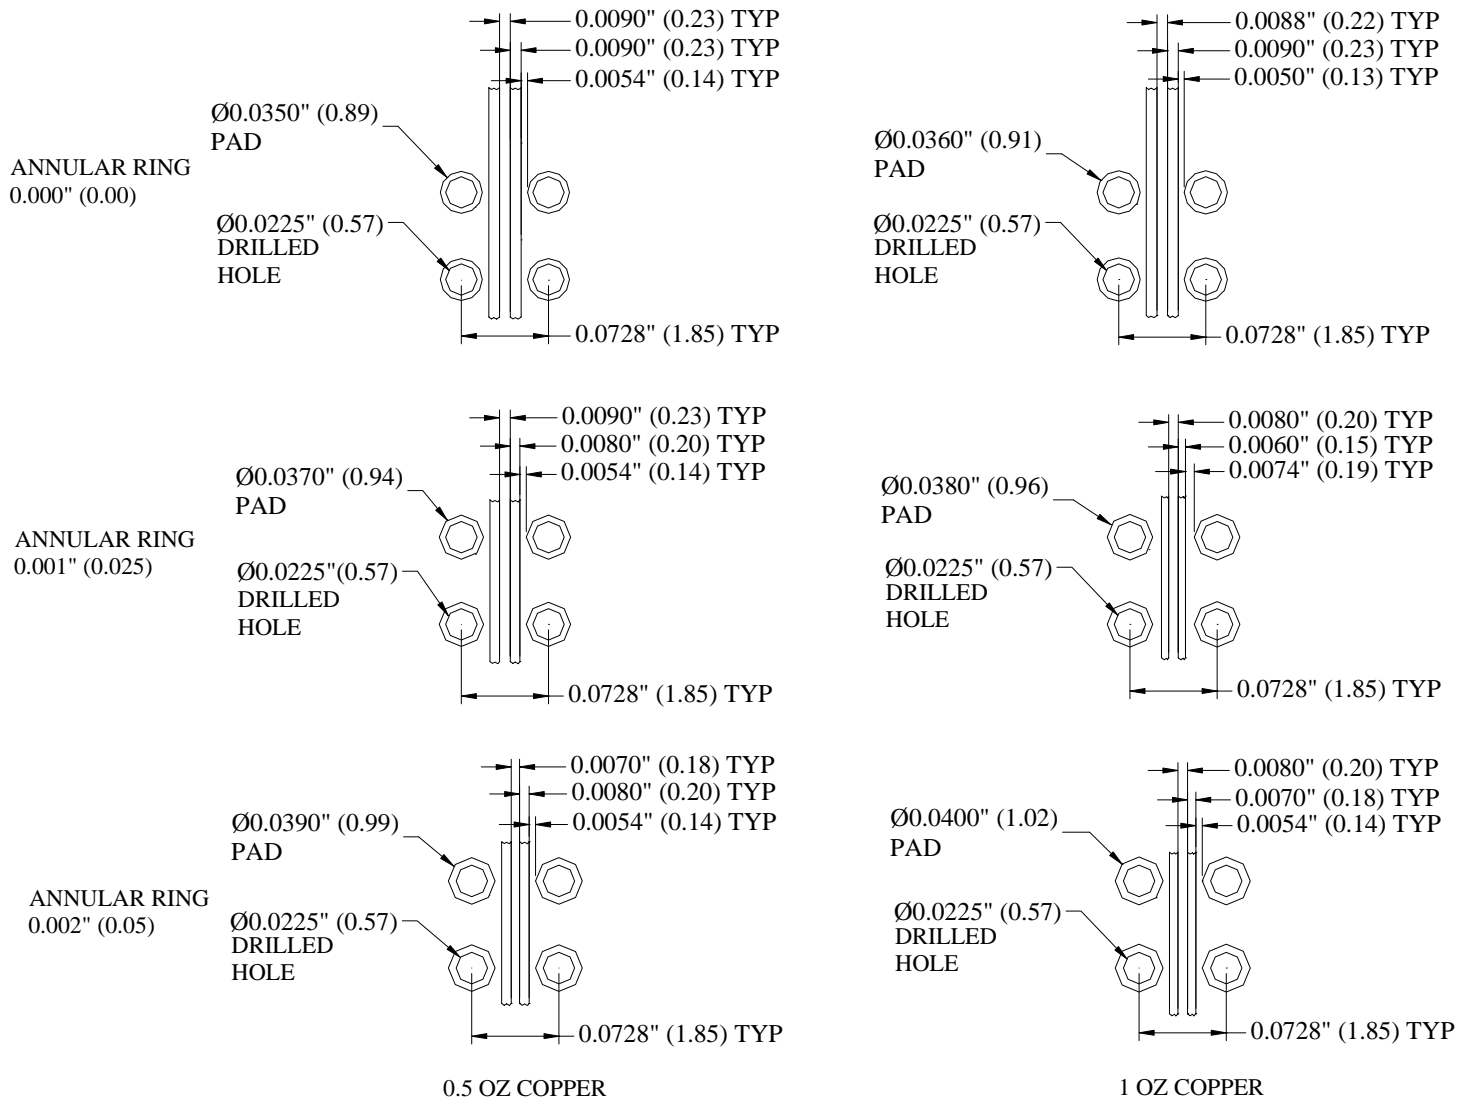 0.0090" (0.23) TYP
0.0090" (0.23) TYP
0.0054" (0.14) TYP
Ø0.0350" (0.89)
PAD
ANNULAR RING
0.000" (0.00)
Ø0.0225" (0.57)
DRILLED
HOLE
0.0728" (1.85) TYP
0.0088" (0.22) TYP
0.0090" (0.23) TYP
0.0050" (0.13) TYP
Ø0.0360" (0.91)
PAD
Ø0.0225" (0.57)
DRILLED
HOLE
0.0728" (1.85) TYP
0.0090" (0.23) TYP
0.0080" (0.20) TYP
0.0054" (0.14) TYP
Ø0.0370" (0.94)
PAD
ANNULAR RING
0.001" (0.025)
Ø0.0225"(0.57)
DRILLED
HOLE
0.0728" (1.85) TYP
0.0080" (0.20) TYP
0.0060" (0.15) TYP
0.0074" (0.19) TYP
Ø0.0380" (0.96)
PAD
Ø0.0225" (0.57)
DRILLED
HOLE
0.0728" (1.85) TYP
0.0070" (0.18) TYP
0.0080" (0.20) TYP
0.0054" (0.14) TYP
Ø0.0390" (0.99)
PAD
ANNULAR RING
0.002" (0.05)
Ø0.0225" (0.57)
DRILLED
HOLE
0.0728" (1.85) TYP
0.0080" (0.20) TYP
0.0070" (0.18) TYP
0.0054" (0.14) TYP
Ø0.0400" (1.02)
PAD
Ø0.0225" (0.57)
DRILLED
HOLE
0.0728" (1.85) TYP
0.5 OZ COPPER
1 OZ COPPER